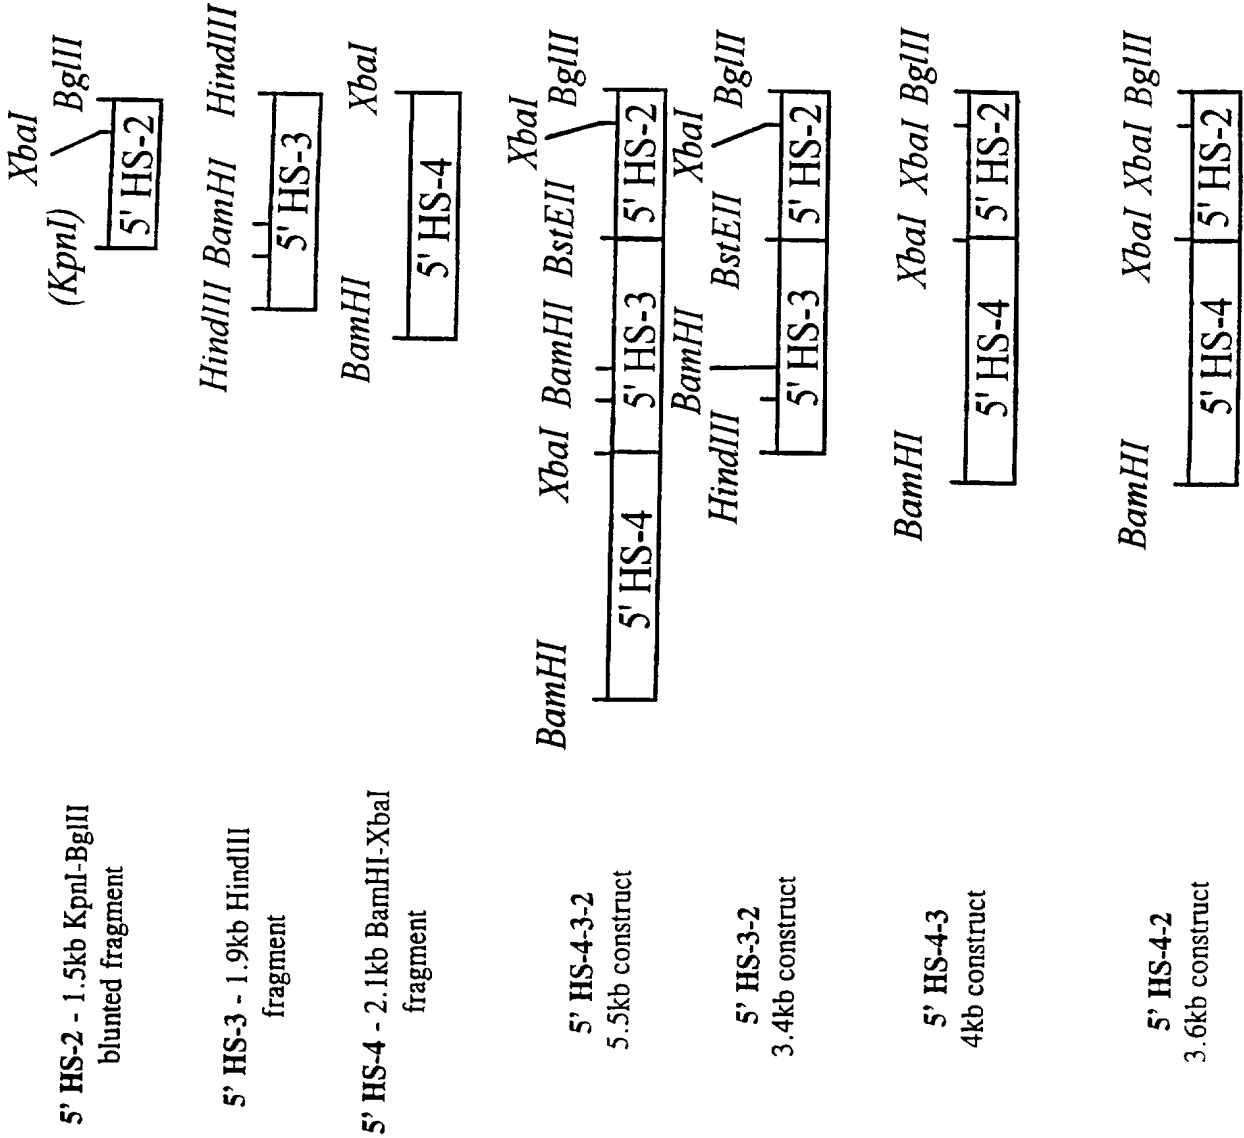 5' HS-2 - 1.5kb KpnI-BglII
blunted fragment
(KpnI) XbaI BglII
5' HS-2
5' HS-3 - 1.9kb HindIII
fragment
HindIII BamHI HindIII
5' HS-3
5' HS-4 - 2.1kb BamHI-XbaI
fragment
BamHI XbaI
5' HS-4
5' HS-4-3-2
5.5kb construct
BamHI XbaI BamHI BstEII XbaI BglII
5' HS-4 5' HS-3 5' HS-2
5' HS-3-2
3.4kb construct
HindIII BamHI BstEII XbaI BglII
5' HS-3 5' HS-2
5' HS-4-3
4kb construct
BamHI XbaI XbaI BglII
5' HS-4 5' HS-2
5' HS-4-2
3.6kb construct
BamHI XbaI XbaI BglII
5' HS-4 5' HS-2